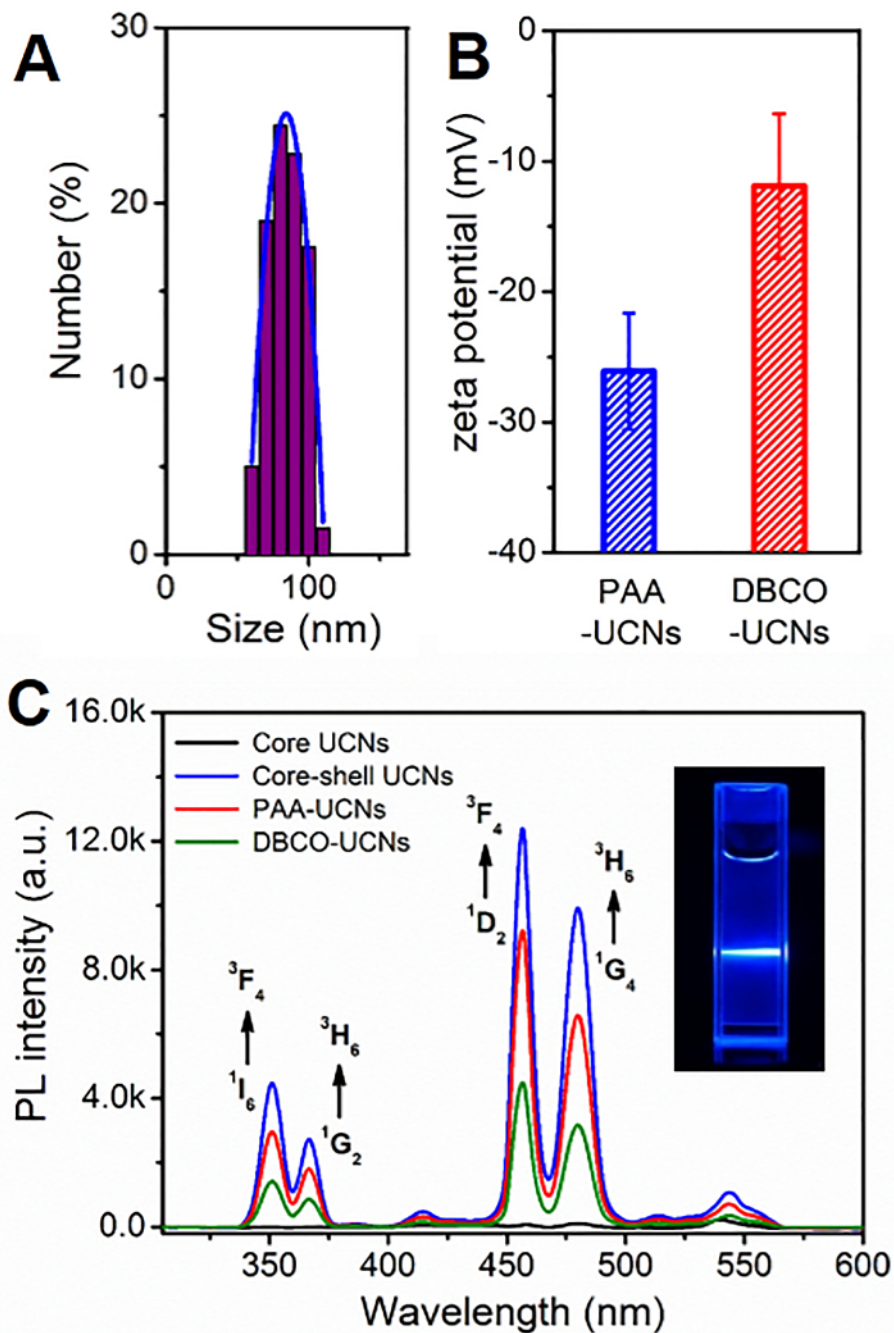 A
30
20
10
0
Number (%)
0
100
Size (nm)
B
0
-10
-20
-30
-40
zeta potential (mV)
PAA
-UCNs
DBCO
-UCNs
C
16.0k
12.0k
8.0k
4.0k
0.0
PL intensity (a.u.)
Core UCNs
Core-shell UCNs
PAA-UCNs
DBCO-UCNs
³F₄
¹I₆
³H₆
¹G₂
³F₄
¹D₂
³H₆
¹G₄
350
400
450
500
550
600
Wavelength (nm)